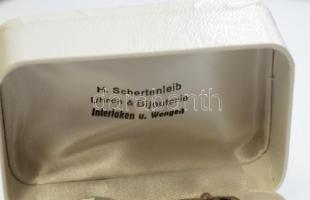 H. Schertenleib
Uhren & Bijouterie
Interlaken u. Wengen